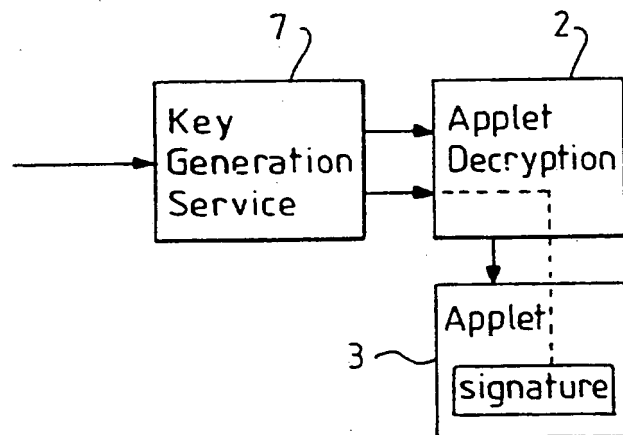 7
2
Key
Generation
Service
Applet
Decryption
Applet
3
signature